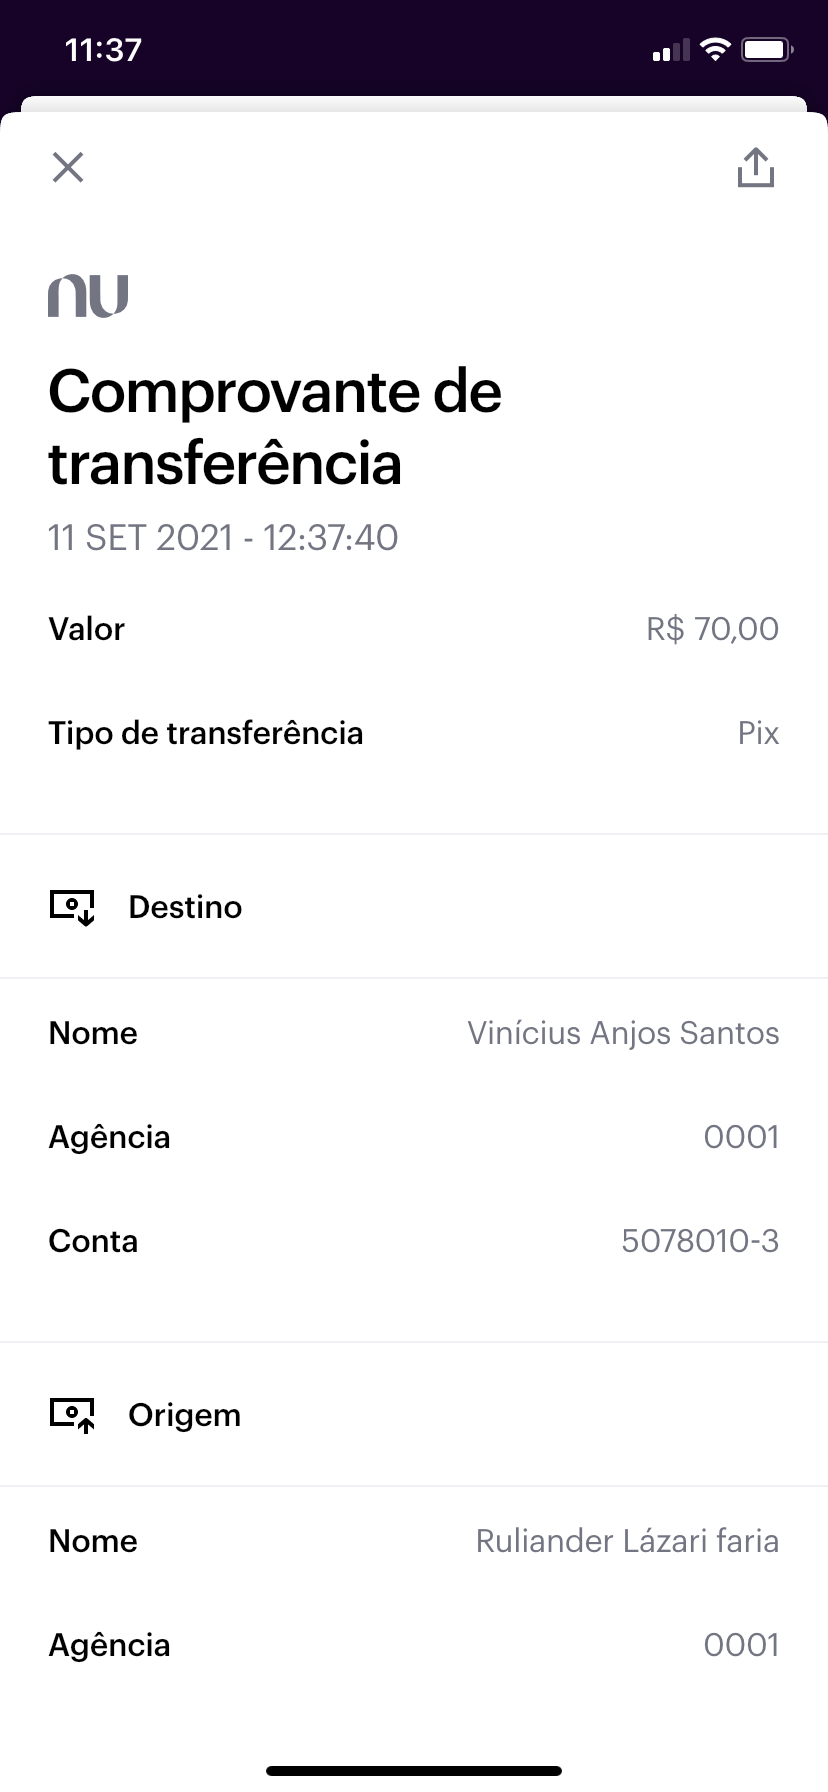 11:37
nu
Comprovante de
transferência
11 SET 2021 - 12:37:40
Valor R$ 70,00
Tipo de transferência Pix
Destino
Nome Vinícius Anjos Santos
Agência 0001
Conta 5078010-3
Origem
Nome Ruliander Lázari faria
Agência 0001